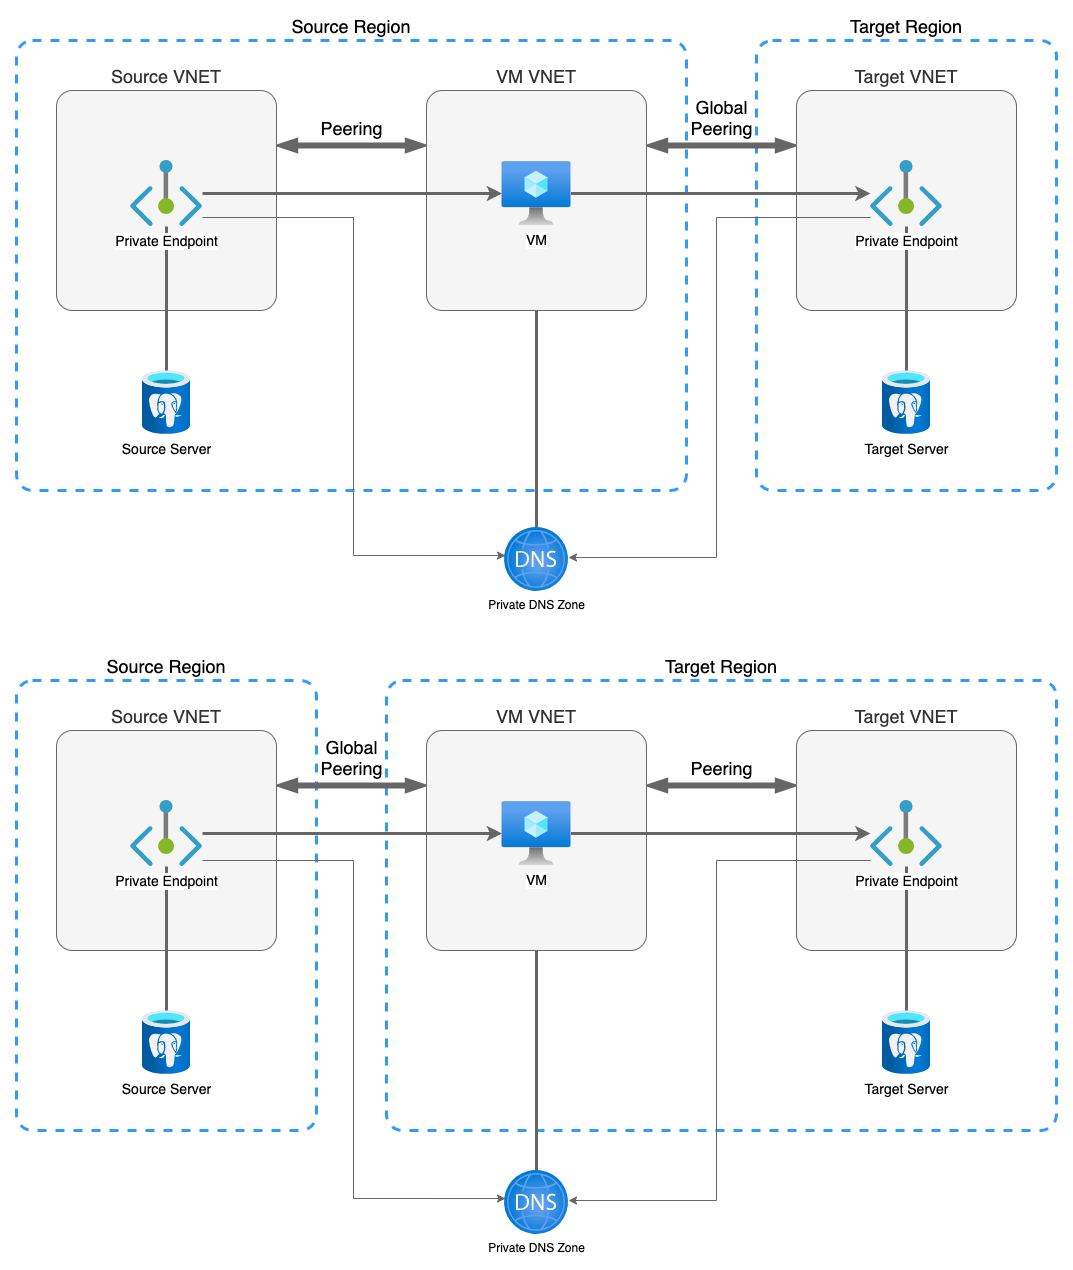 Source Region
Target Region
Source VNET
VM VNET
Target VNET
Peering
Global
Peering
Private Endpoint
VM
Private Endpoint
Source Server
Target Server
DNS
Private DNS Zone
Source Region
Target Region
Source VNET
VM VNET
Target VNET
Global
Peering
Peering
Private Endpoint
VM
Private Endpoint
Source Server
Target Server
DNS
Private DNS Zone